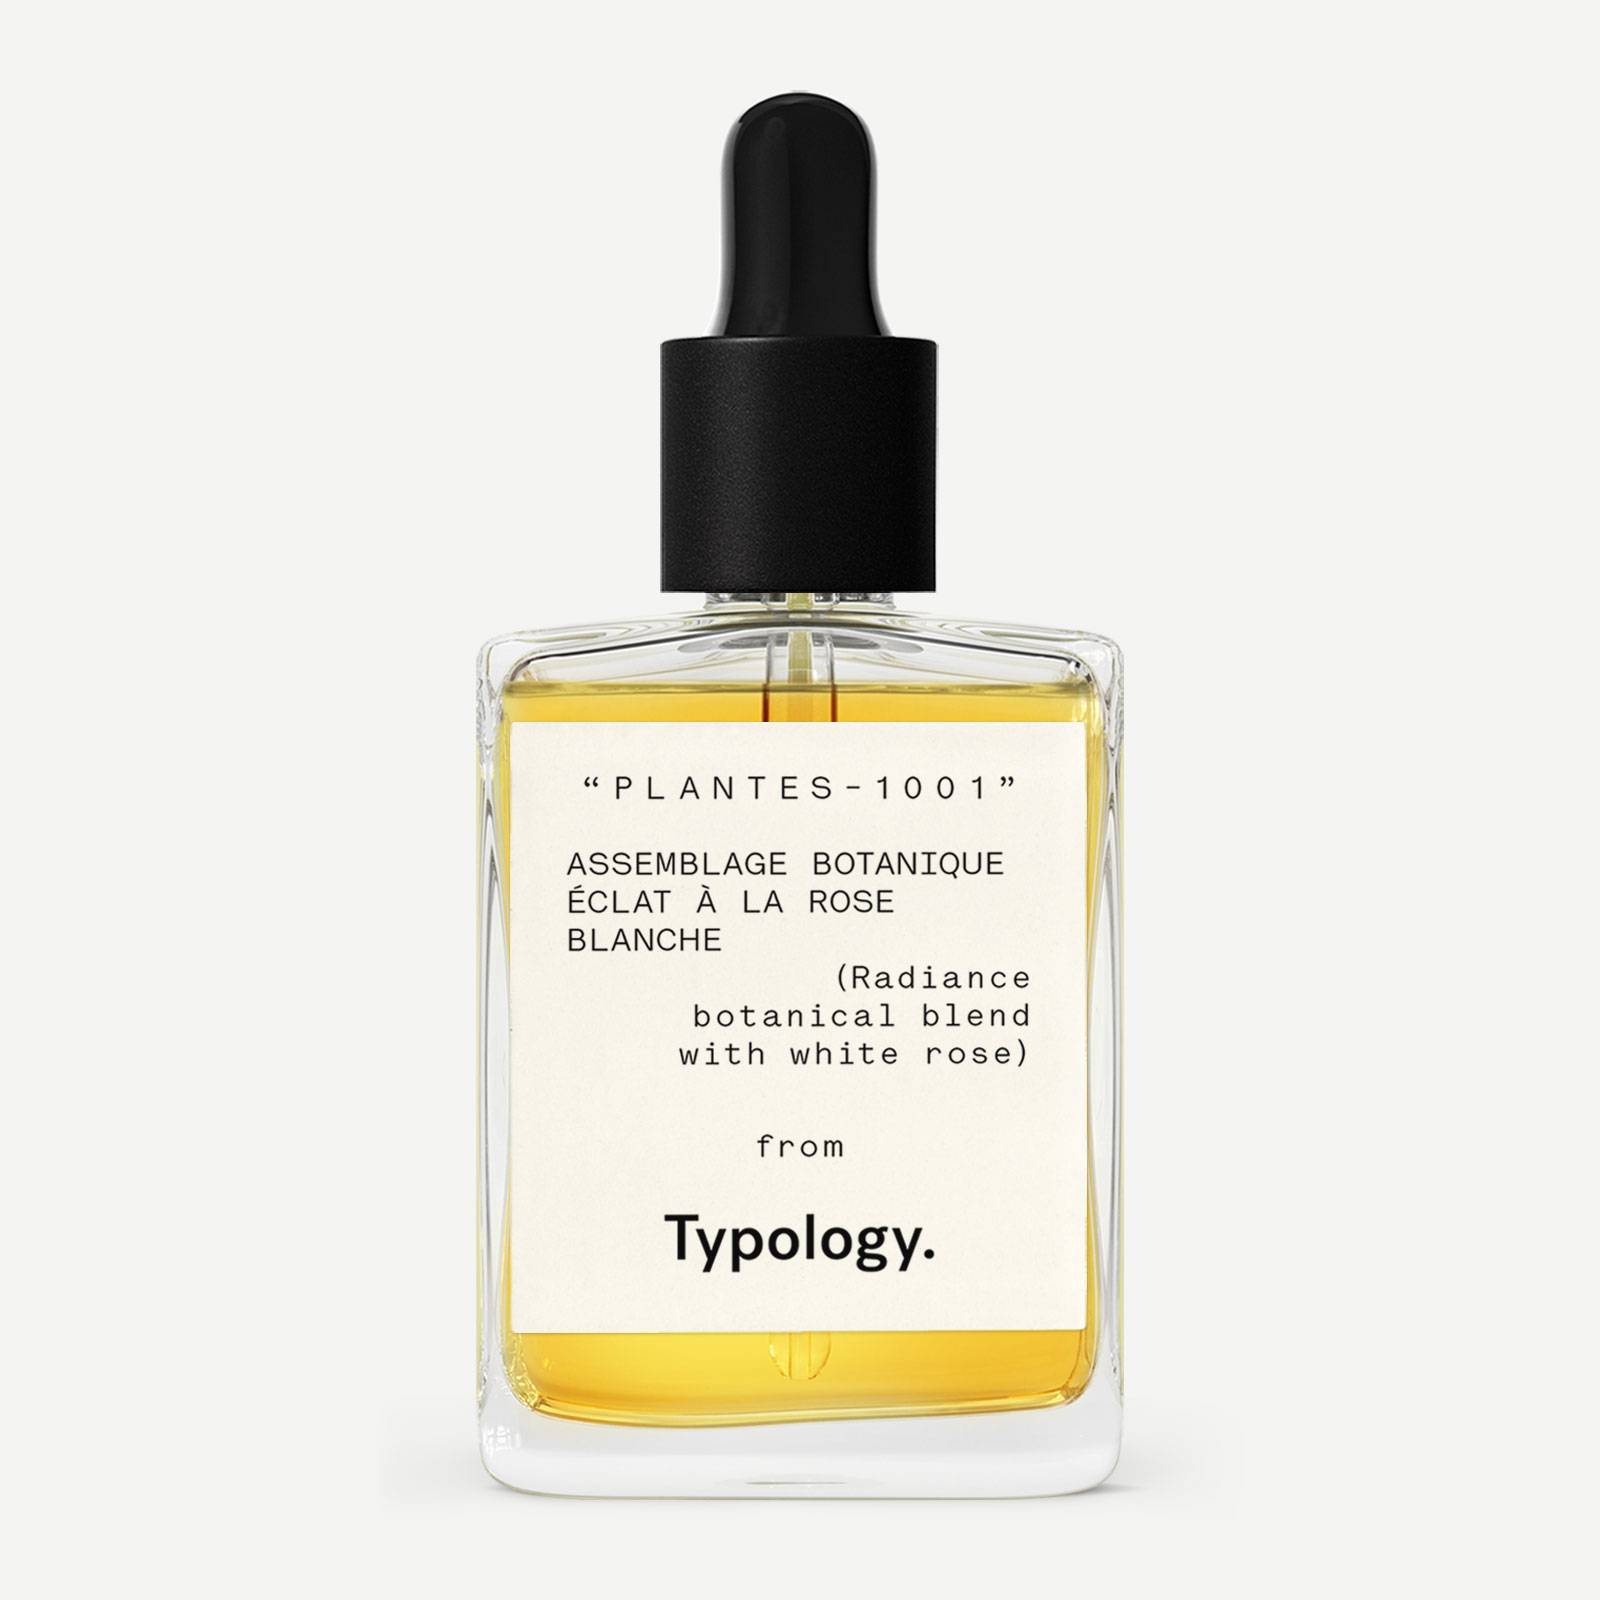 “PLANTES-1001”
ASSEMBLAGE BOTANIQUE
ÉCLAT À LA ROSE
BLANCHE
(Radiance
botanical blend
with white rose)
from
Typology.